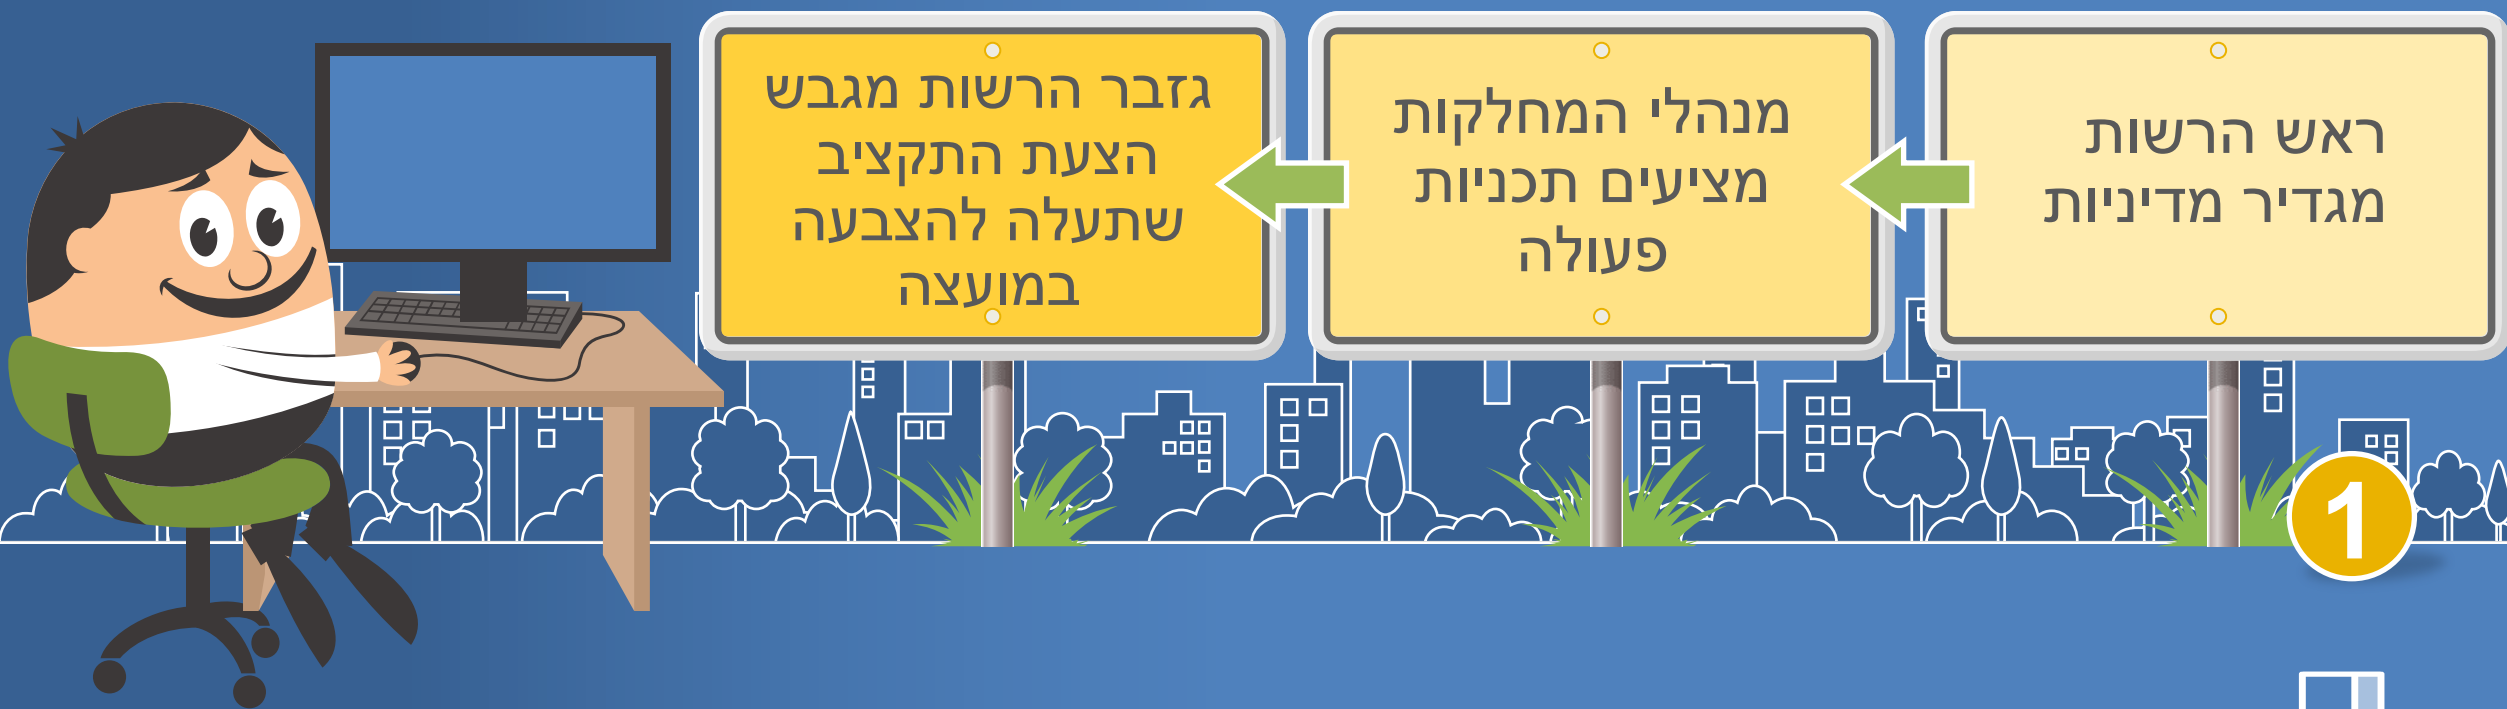 ראש הרשות
מגדיר מדיניות
מנהלי המחלקות
מציעים תכניות
פעולה
גזבר הרשות מגבש
הצעת התקציב
שתעלה להצבעה
במועצה
1